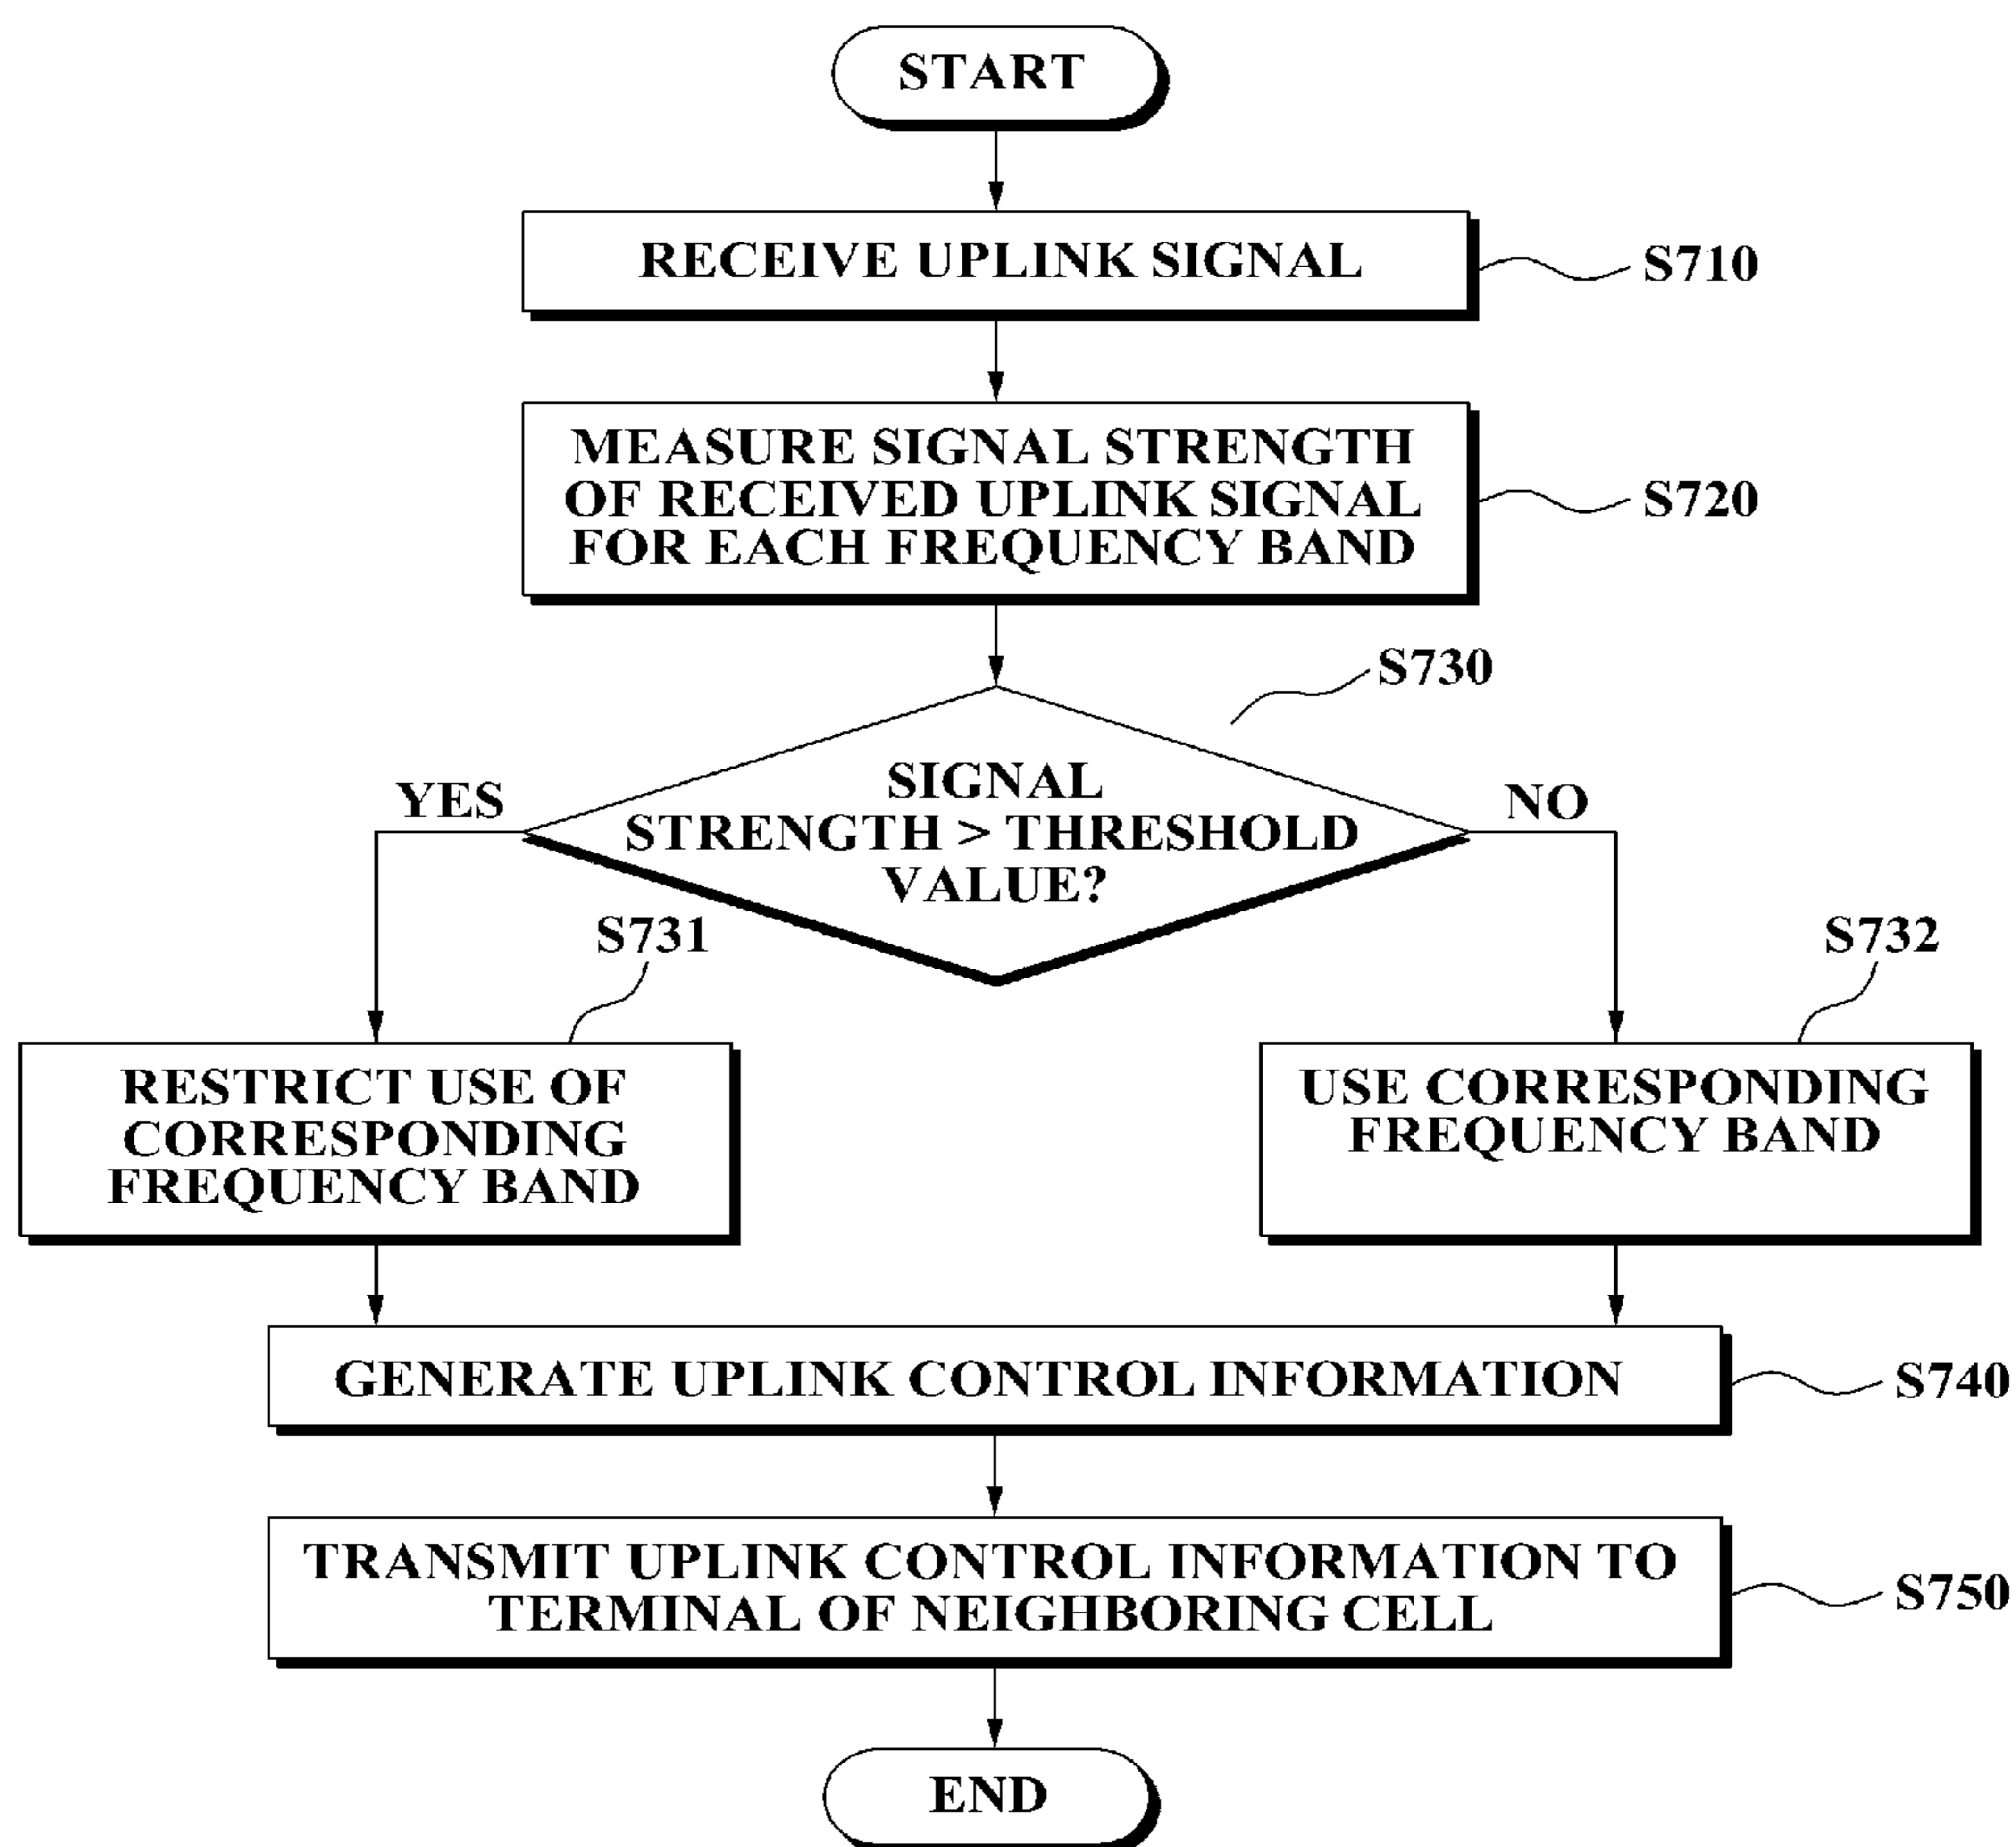 START
RECEIVE UPLINK SIGNAL
S710
MEASURE SIGNAL STRENGTH
OF RECEIVED UPLINK SIGNAL
FOR EACH FREQUENCY BAND
S720
S730
SIGNAL
STRENGTH > THRESHOLD
VALUE?
YES
NO
S731
S732
RESTRICT USE OF
CORRESPONDING
FREQUENCY BAND
USE CORRESPONDING
FREQUENCY BAND
GENERATE UPLINK CONTROL INFORMATION
S740
TRANSMIT UPLINK CONTROL INFORMATION TO
TERMINAL OF NEIGHBORING CELL
S750
END